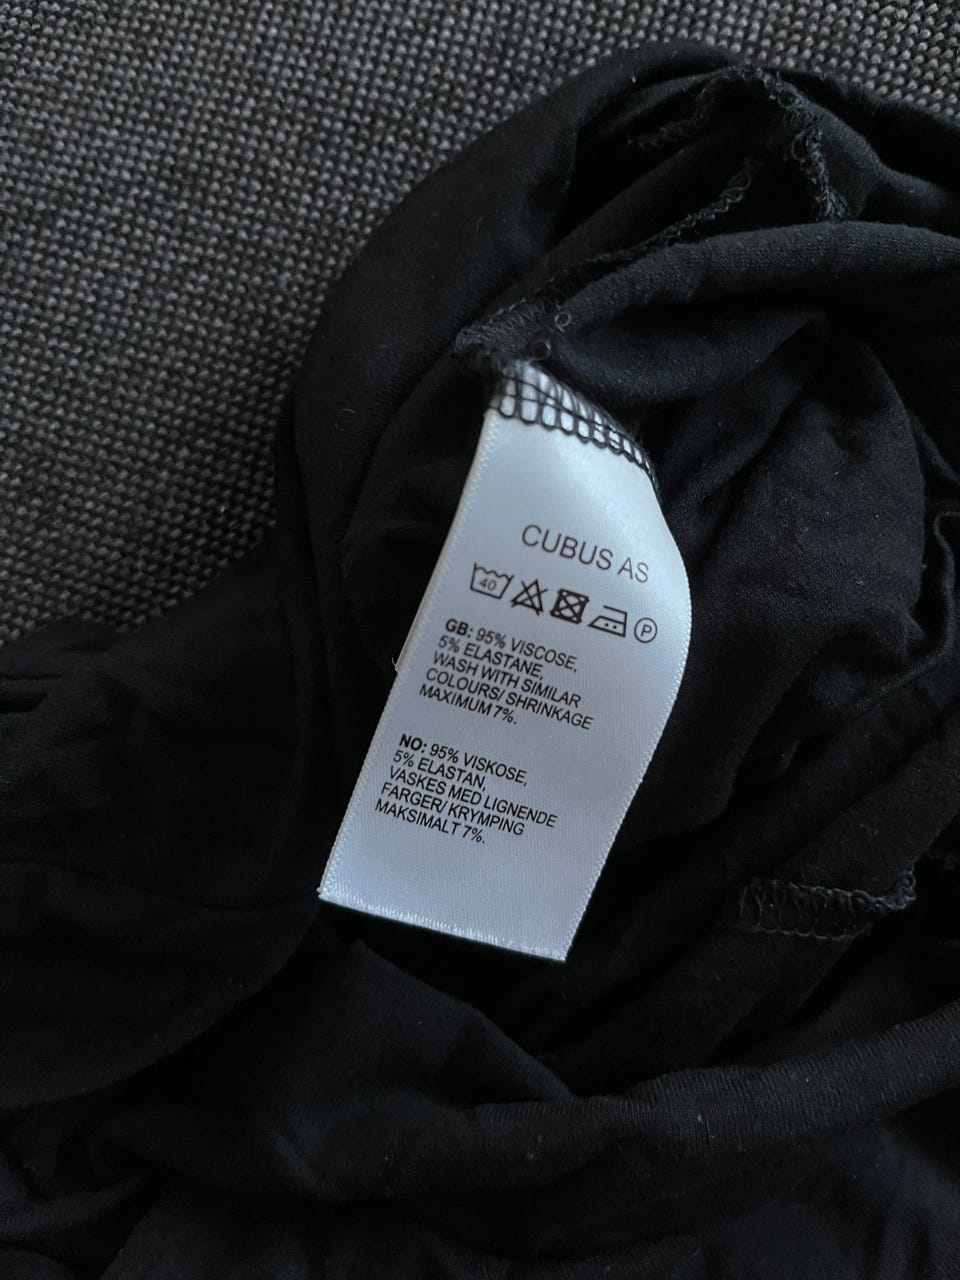 CUBUS AS
40 P
GB: 95% VISCOSE,
5% ELASTANE,
WASH WITH SIMILAR
COLOURS/ SHRINKAGE
MAXIMUM 7%.
NO: 95% VISKOSE,
5% ELASTAN,
VASKES MED LIGNENDE
FARGER/ KRYMPING
MAKSIMALT 7%.